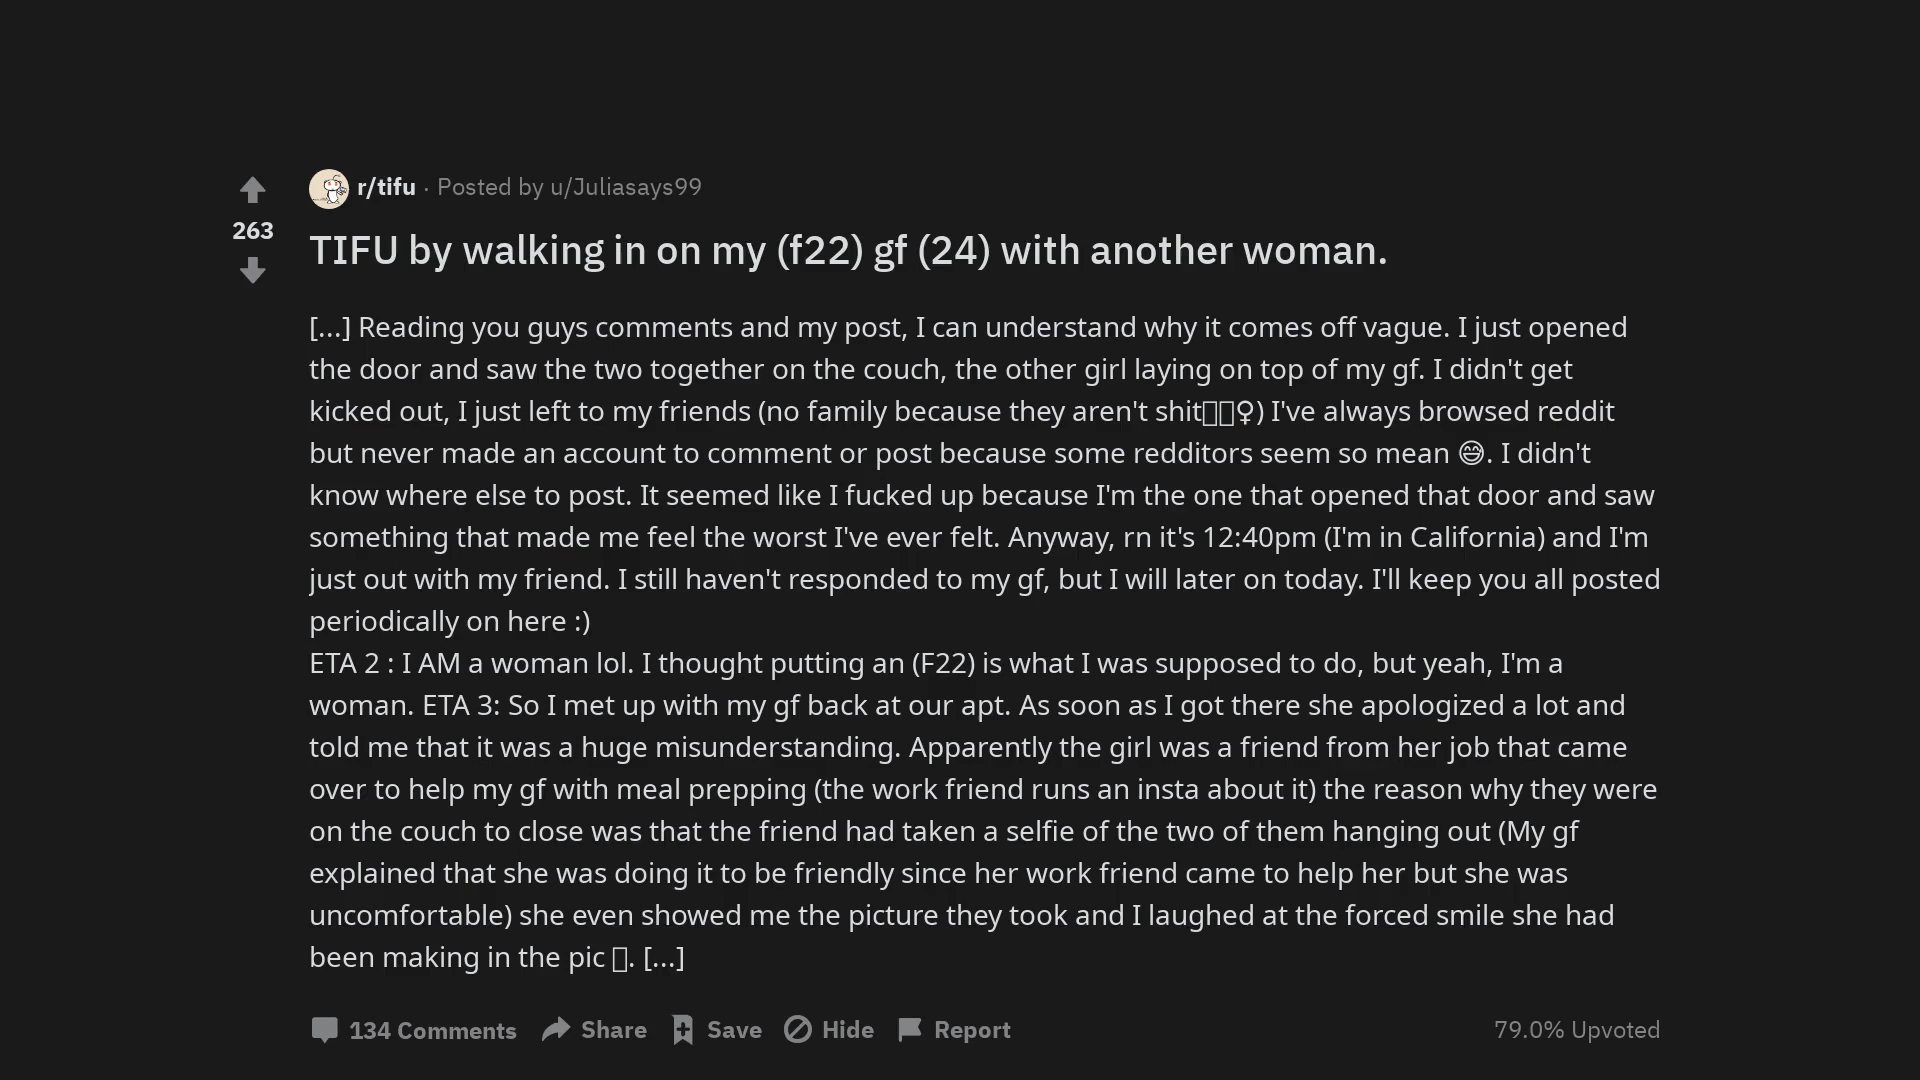 r/tifu · Posted by u/Juliasays99
263
TIFU by walking in on my (f22) gf (24) with another woman.
[...] Reading you guys comments and my post, I can understand why it comes off vague. I just opened
the door and saw the two together on the couch, the other girl laying on top of my gf. I didn't get
kicked out, I just left to my friends (no family because they aren't shit▯▯♀) I've always browsed reddit
but never made an account to comment or post because some redditors seem so mean 😅. I didn't
know where else to post. It seemed like I fucked up because I'm the one that opened that door and saw
something that made me feel the worst I've ever felt. Anyway, rn it's 12:40pm (I'm in California) and I'm
just out with my friend. I still haven't responded to my gf, but I will later on today. I'll keep you all posted
periodically on here :)
ETA 2 : I AM a woman lol. I thought putting an (F22) is what I was supposed to do, but yeah, I'm a
woman. ETA 3: So I met up with my gf back at our apt. As soon as I got there she apologized a lot and
told me that it was a huge misunderstanding. Apparently the girl was a friend from her job that came
over to help my gf with meal prepping (the work friend runs an insta about it) the reason why they were
on the couch to close was that the friend had taken a selfie of the two of them hanging out (My gf
explained that she was doing it to be friendly since her work friend came to help her but she was
uncomfortable) she even showed me the picture they took and I laughed at the forced smile she had
been making in the pic ▯. [...]
134 Comments Share Save Hide Report 79.0% Upvoted